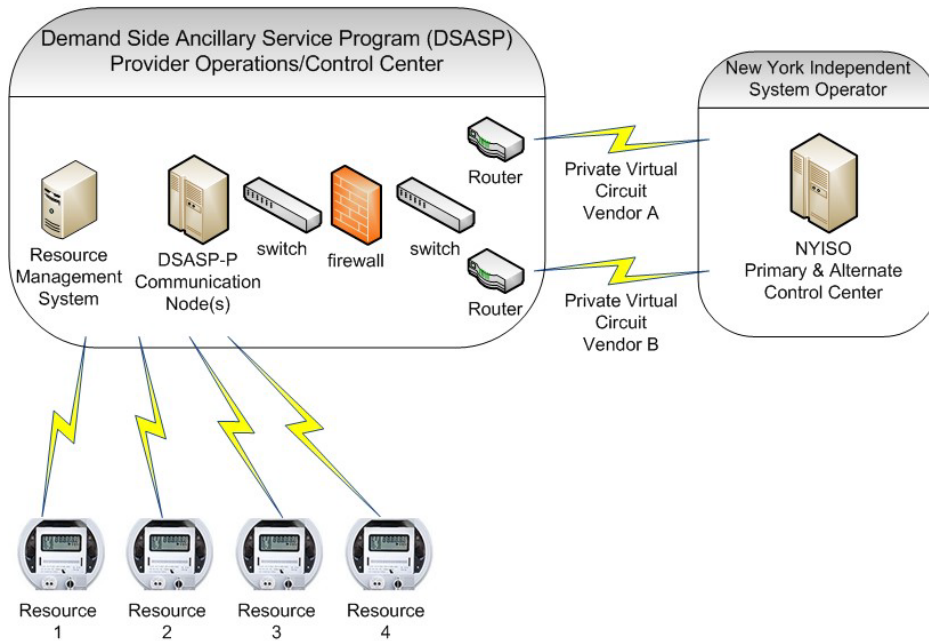 Demand Side Ancillary Service Program (DSASP)
Provider Operations/Control Center
New York Independent
System Operator
Router
Private Virtual
Circuit
Vendor A
Resource
Management
System
DSASP-P
Communication
Node(s)
switch
firewall
switch
Router
Private Virtual
Circuit
Vendor B
NYISO
Primary & Alternate
Control Center
Resource
1
Resource
2
Resource
3
Resource
4